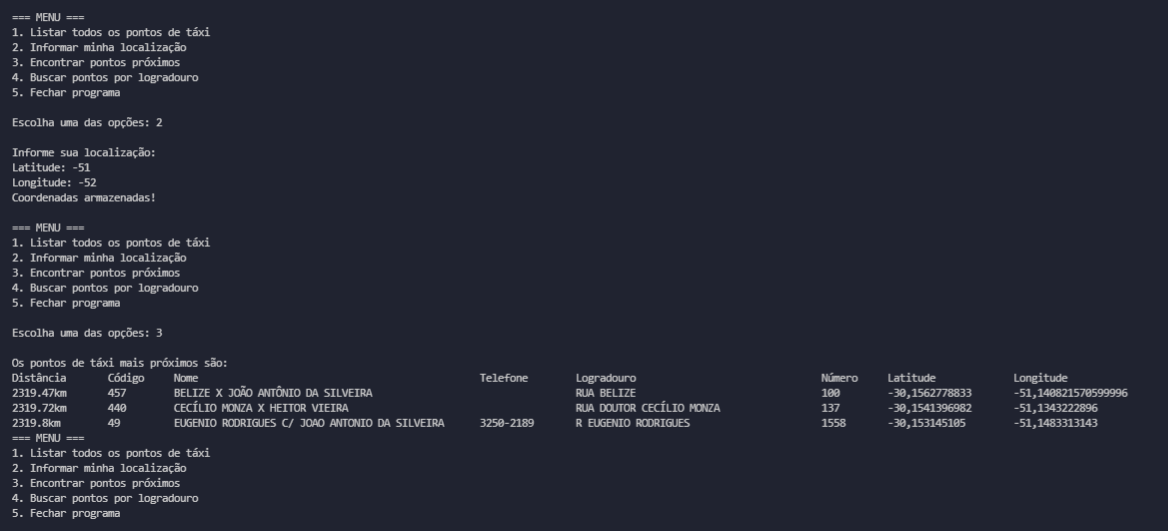 === MENU ===
1. Listar todos os pontos de táxi
2. Informar minha localização
3. Encontrar pontos próximos
4. Buscar pontos por logradouro
5. Fechar programa
Escolha uma das opções: 2
Informe sua localização:
Latitude: -51
Longitude: -52
Coordenadas armazenadas!
=== MENU ===
1. Listar todos os pontos de táxi
2. Informar minha localização
3. Encontrar pontos próximos
4. Buscar pontos por logradouro
5. Fechar programa
Escolha uma das opções: 3
Os pontos de táxi mais próximos são:
Distância Código Nome Telefone Logradouro Número Latitude Longitude
2319.47km 457 BELIZE X JOÃO ANTÔNIO DA SILVEIRA RUA BELIZE 100 -30,1562778833 -51,140821570599996
2319.72km 440 CECÍLIO MONZA X HEITOR VIEIRA RUA DOUTOR CECÍLIO MONZA 137 -30,1541396982 -51,1343222896
2319.8km 49 EUGENIO RODRIGUES C/ JOAO ANTONIO DA SILVEIRA 3250-2189 R EUGENIO RODRIGUES 1558 -30,153145105 -51,1483313143
=== MENU ===
1. Listar todos os pontos de táxi
2. Informar minha localização
3. Encontrar pontos próximos
4. Buscar pontos por logradouro
5. Fechar programa